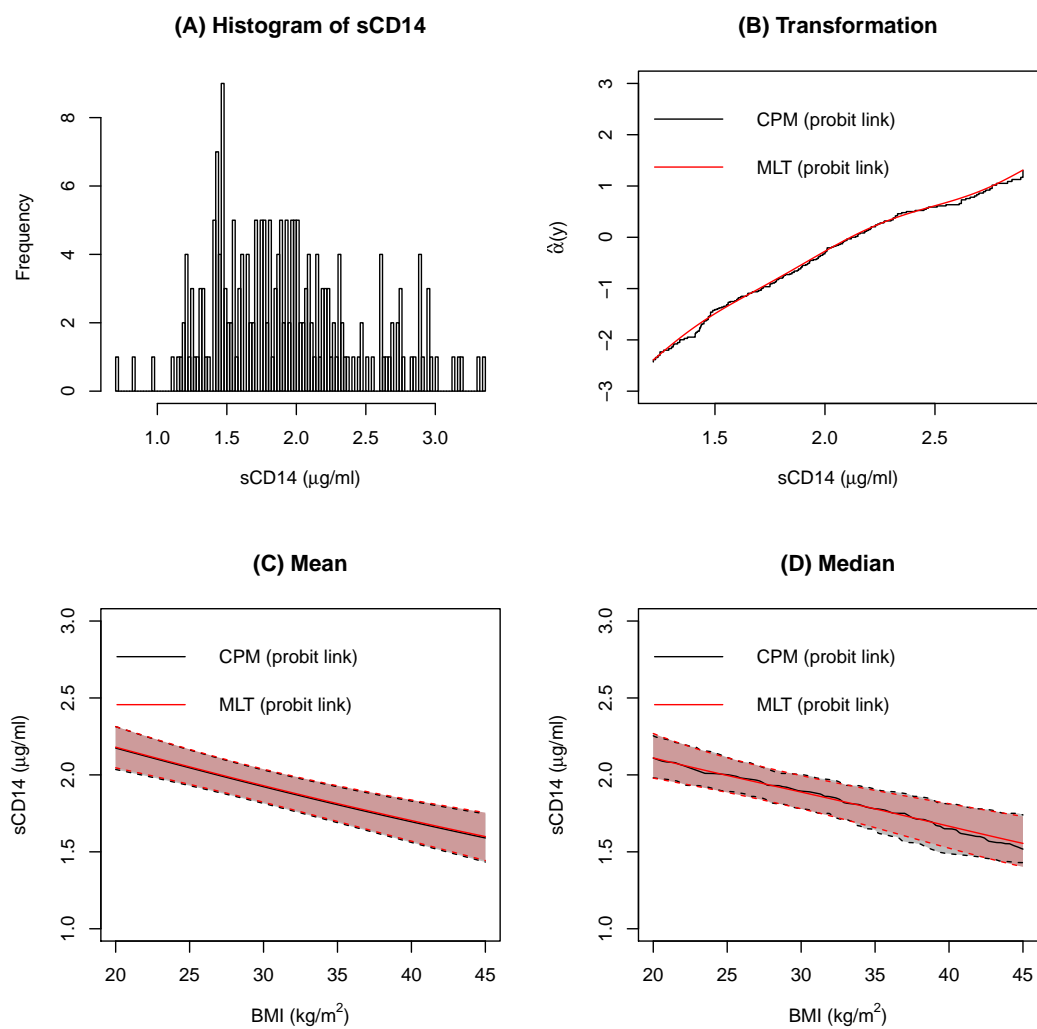 (A) Histogram of sCD14
Frequency
0 2 4 6 8
1.0 1.5 2.0 2.5 3.0
sCD14 (μg/ml)
(B) Transformation
CPM (probit link)
MLT (probit link)
α̂(y)
−3 −2 −1 0 1 2 3
1.5 2.0 2.5
sCD14 (μg/ml)
(C) Mean
CPM (probit link)
MLT (probit link)
sCD14 (μg/ml)
1.0 1.5 2.0 2.5 3.0
20 25 30 35 40 45
BMI (kg/m²)
(D) Median
CPM (probit link)
MLT (probit link)
sCD14 (μg/ml)
1.0 1.5 2.0 2.5 3.0
20 25 30 35 40 45
BMI (kg/m²)